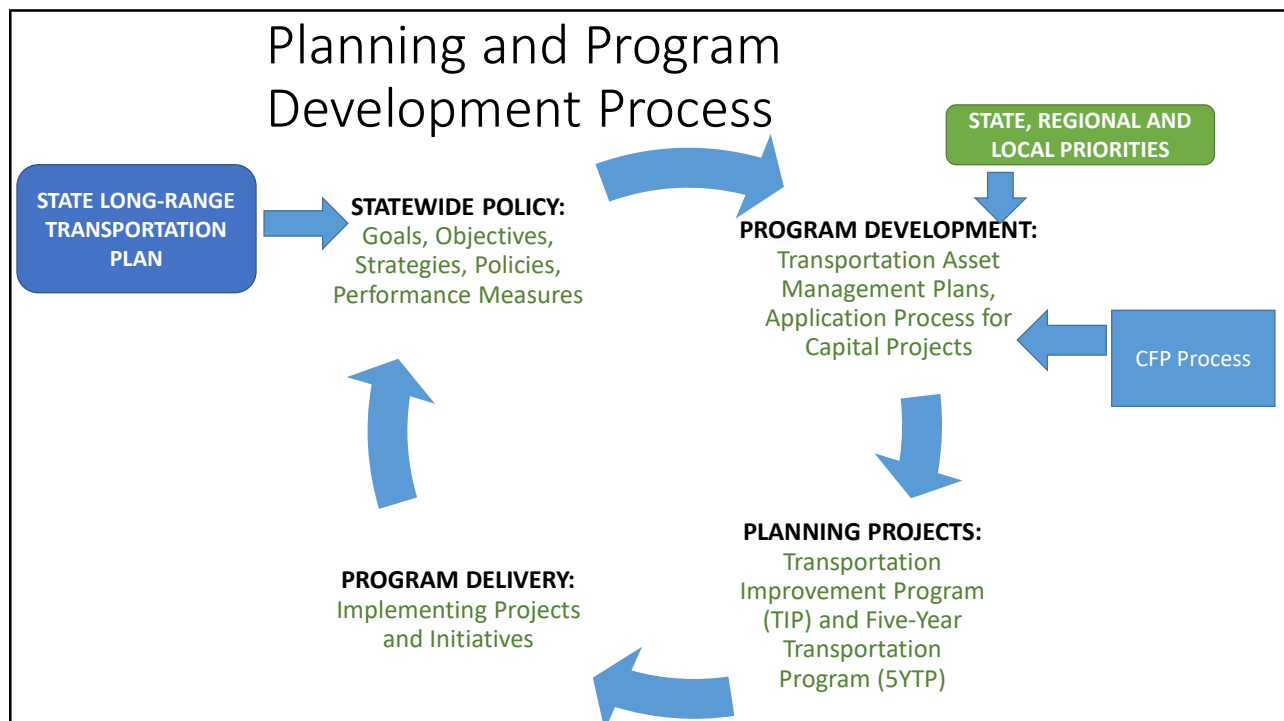 Planning and Program
Development Process
STATE LONG-RANGE
TRANSPORTATION
PLAN
STATEWIDE POLICY:
Goals, Objectives,
Strategies, Policies,
Performance Measures
STATE, REGIONAL AND
LOCAL PRIORITIES
PROGRAM DEVELOPMENT:
Transportation Asset
Management Plans,
Application Process for
Capital Projects
CFP Process
PLANNING PROJECTS:
Transportation
Improvement Program
(TIP) and Five-Year
Transportation
Program (5YTP)
PROGRAM DELIVERY:
Implementing Projects
and Initiatives